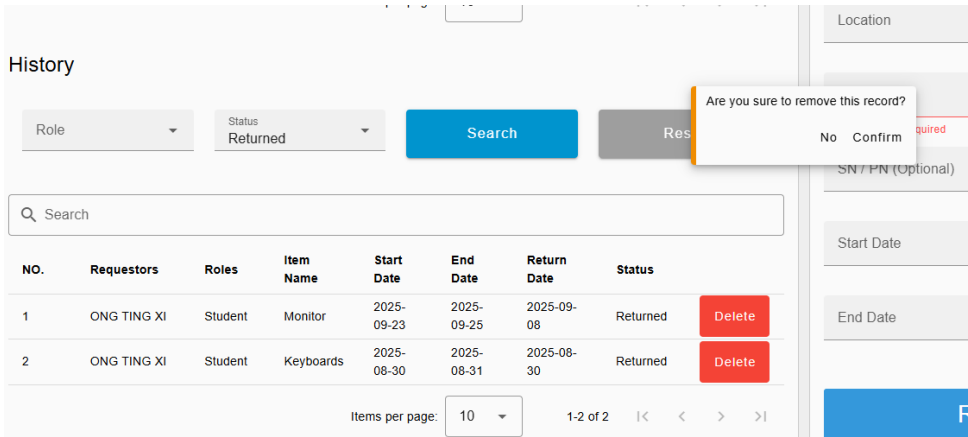 Location
History
Are you sure to remove this record?
No Confirm
Role
Status
Returned
Search
SN / PN (Optional)
Search
Start Date
NO. Requestors Roles Item Name Start Date End Date Return Date Status
1 ONG TING XI Student Monitor 2025-09-23 2025-09-25 2025-09-08 Returned Delete
2 ONG TING XI Student Keyboards 2025-08-30 2025-08-31 2025-08-30 Returned Delete
End Date
Items per page: 10 1-2 of 2